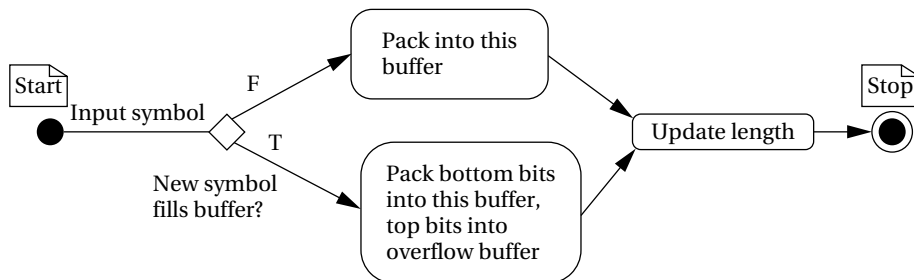 Start
Input symbol
F
T
New symbol
fills buffer?
Pack into this
buffer
Pack bottom bits
into this buffer,
top bits into
overflow buffer
Update length
Stop